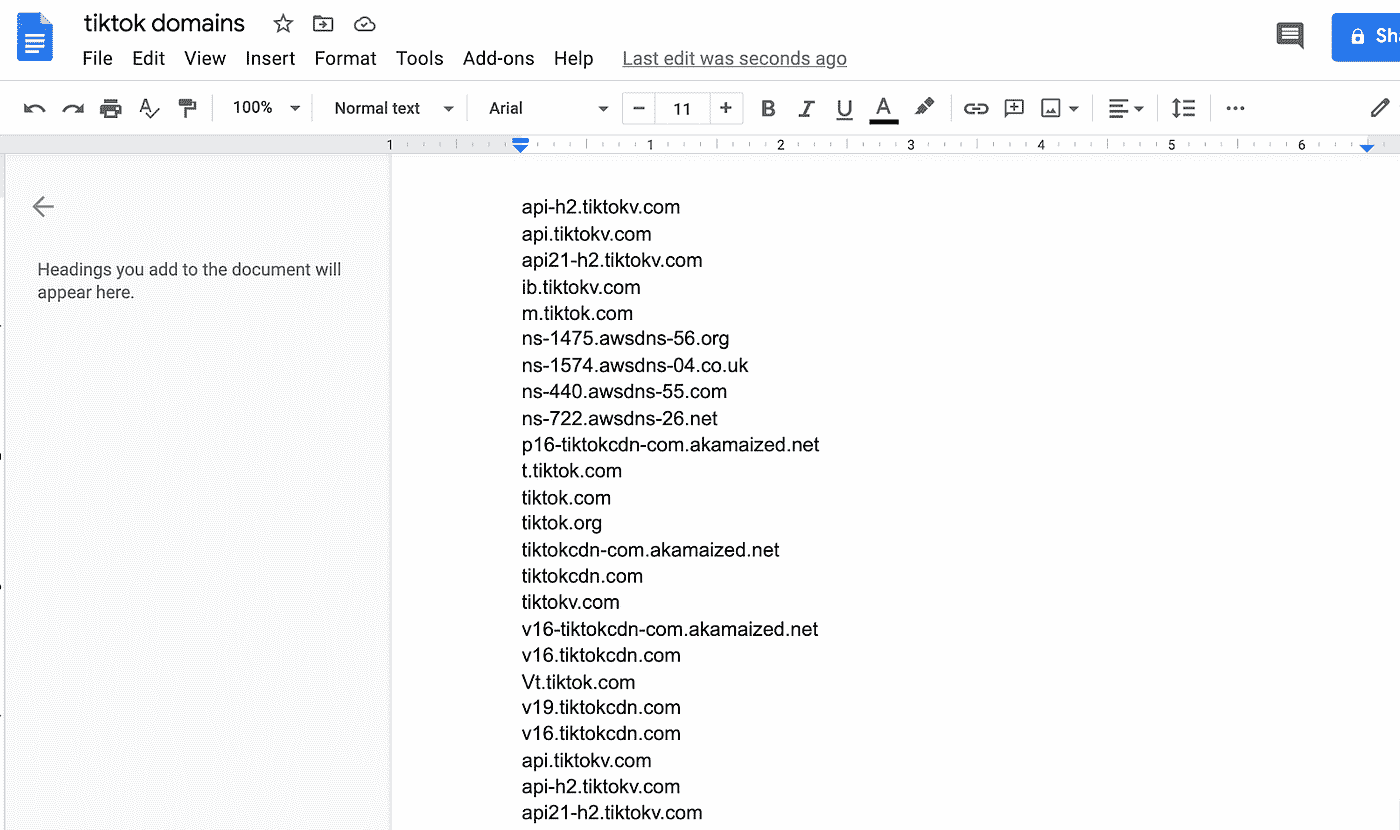 tiktok domains
File Edit View Insert Format Tools Add-ons Help Last edit was seconds ago
100% Normal text Arial 11 B I U A
1 1 2 3 4 5 6
Headings you add to the document will
appear here.
api-h2.tiktokv.com
api.tiktokv.com
api21-h2.tiktokv.com
ib.tiktokv.com
m.tiktok.com
ns-1475.awsdns-56.org
ns-1574.awsdns-04.co.uk
ns-440.awsdns-55.com
ns-722.awsdns-26.net
p16-tiktokcdn-com.akamaized.net
t.tiktok.com
tiktok.com
tiktok.org
tiktokcdn-com.akamaized.net
tiktokcdn.com
tiktokv.com
v16-tiktokcdn-com.akamaized.net
v16.tiktokcdn.com
Vt.tiktok.com
v19.tiktokcdn.com
v16.tiktokcdn.com
api.tiktokv.com
api-h2.tiktokv.com
api21-h2.tiktokv.com